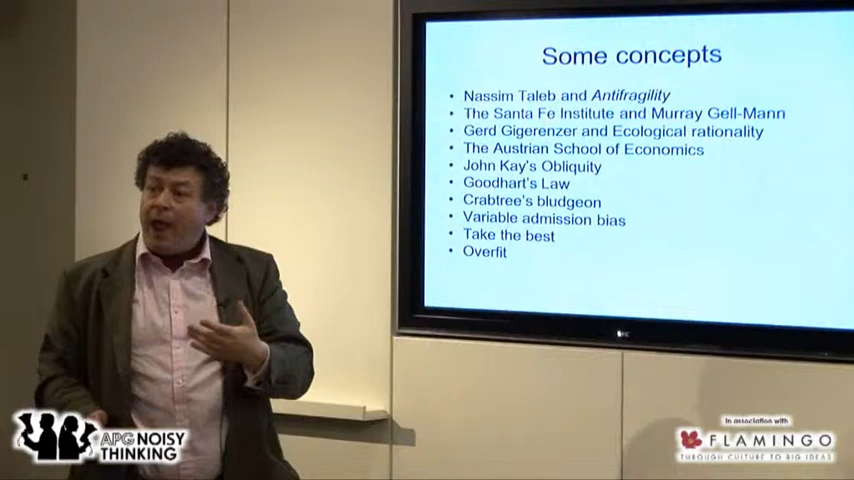 Some concepts
• Nassim Taleb and Antifragility
• The Santa Fe Institute and Murray Gell-Mann
• Gerd Gigerenzer and Ecological rationality
• The Austrian School of Economics
• John Kay's Obliquity
• Goodhart's Law
• Crabtree's bludgeon
• Variable admission bias
• Take the best
• Overfit
APG NOISY
THINKING
In association with
FLAMINGO
THROUGH CULTURE TO BIG IDEAS